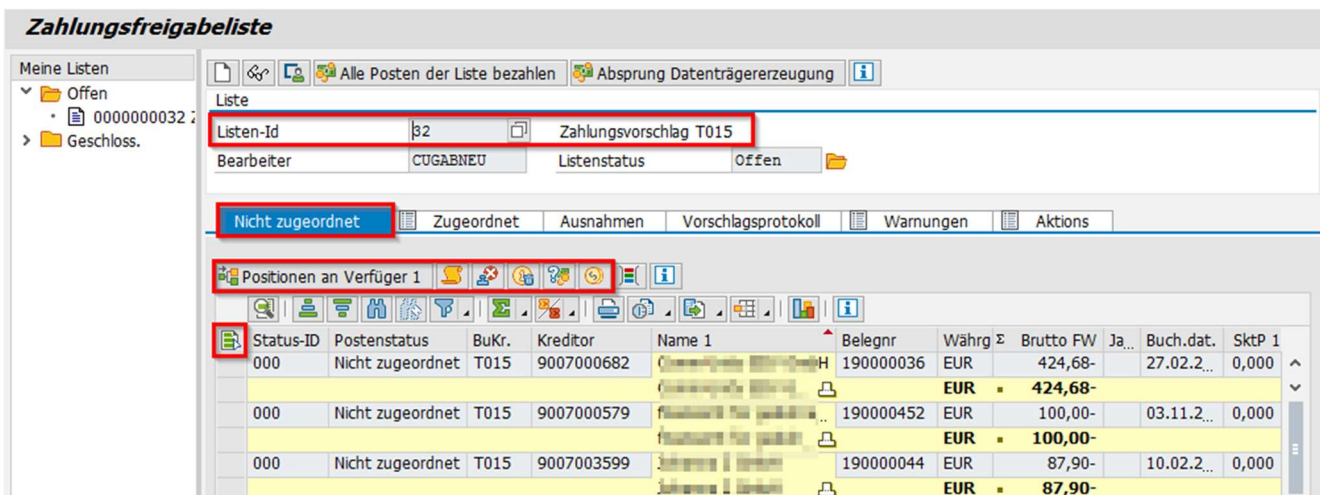 Zahlungsfreigabeliste
Meine Listen
Offen
0000000032
Geschloss.
Alle Posten der Liste bezahlen Absprung Datenträgererzeugung
Liste
Listen-Id 32 Zahlungsvorschlag T015
Bearbeiter CUGABNEU Listenstatus Offen
Nicht zugeordnet Zugeordnet Ausnahmen Vorschlagsprotokoll Warnungen Aktions
Positionen an Verfüger 1
Status-ID Postenstatus BuKr. Kreditor Name 1 Belegnr Währg Σ Brutto FW Ja... Buch.dat. SktP 1
000 Nicht zugeordnet T015 9007000682 190000036 EUR 424,68- 27.02.2... 0,000
EUR 424,68-
000 Nicht zugeordnet T015 9007000579 190000452 EUR 100,00- 03.11.2... 0,000
EUR 100,00-
000 Nicht zugeordnet T015 9007003599 190000044 EUR 87,90- 10.02.2... 0,000
EUR 87,90-